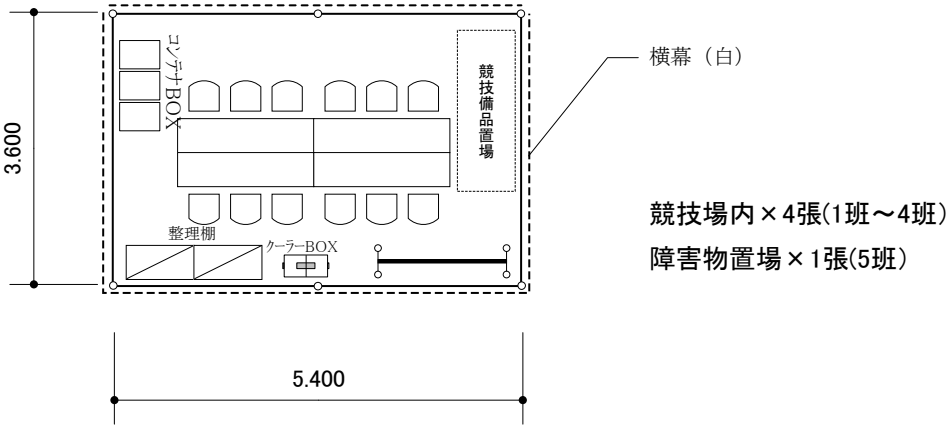 コンテナBOX
競技備品置場
横幕（白）
3.600
競技場内×4張(1班～4班)
障害物置場×1張(5班)
整理棚
クーラーBOX
5.400